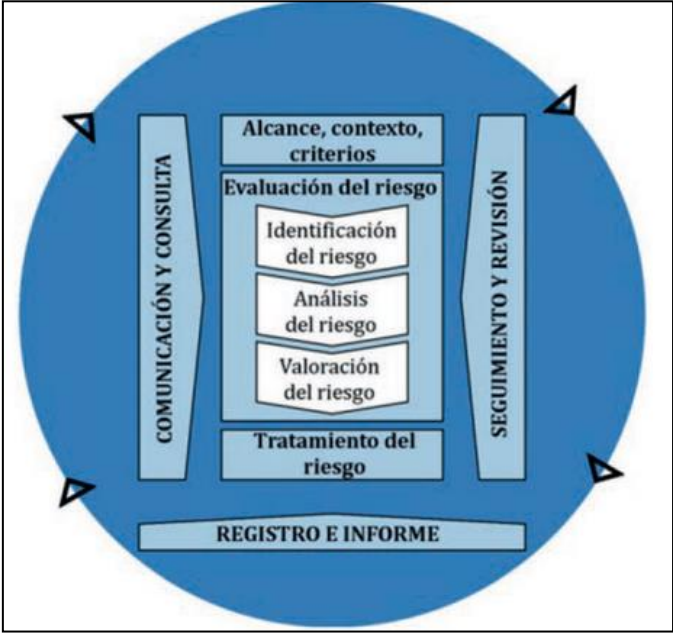 COMUNICACIÓN Y CONSULTA
Alcance, contexto,
criterios
Evaluación del riesgo
Identificación
del riesgo
Análisis
del riesgo
Valoración
del riesgo
Tratamiento del
riesgo
SEGUIMIENTO Y REVISIÓN
REGISTRO E INFORME